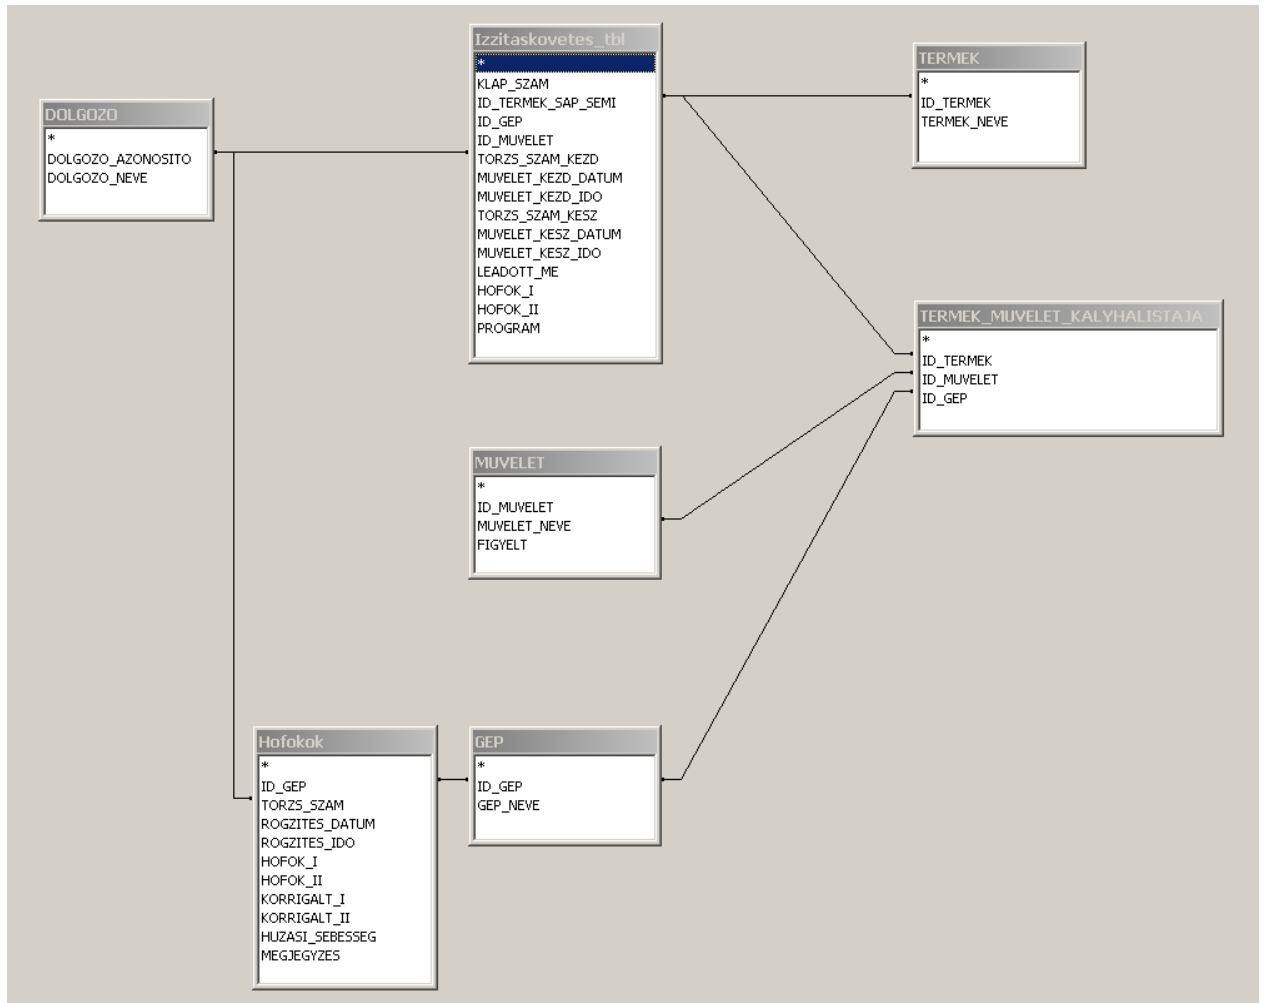 DOLGOZO
*
DOLGOZO_AZONOSITO
DOLGOZO_NEVE
Izzitaskovetes_tbl
*
KLAP_SZAM
ID_TERMEK_SAP_SEMI
ID_GEP
ID_MUVELET
TORZS_SZAM_KEZD
MUVELET_KEZD_DATUM
MUVELET_KEZD_IDO
TORZS_SZAM_KESZ
MUVELET_KESZ_DATUM
MUVELET_KESZ_IDO
LEADOTT_ME
HOFOK_I
HOFOK_II
PROGRAM
TERMEK
*
ID_TERMEK
TERMEK_NEVE
TERMEK_MUVELET_KALYHALISTAJA
*
ID_TERMEK
ID_MUVELET
ID_GEP
MUVELET
*
ID_MUVELET
MUVELET_NEVE
FIGYELT
Hofokok
*
ID_GEP
TORZS_SZAM
ROGZITES_DATUM
ROGZITES_IDO
HOFOK_I
HOFOK_II
KORRIGALT_I
KORRIGALT_II
HUZASI_SEBESSEG
MEGJEGYZES
GEP
*
ID_GEP
GEP_NEVE